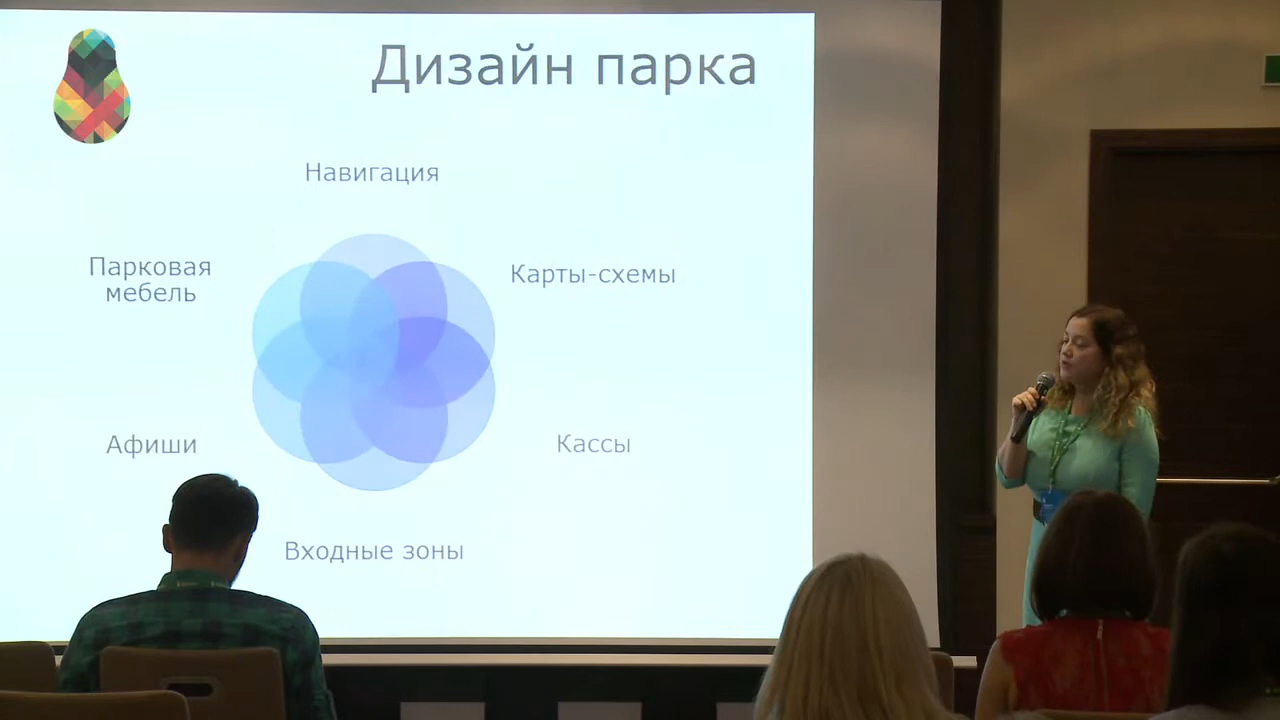 Дизайн парка
Навигация
Парковая
мебель
Карты-схемы
Афиши
Кассы
Входные зоны